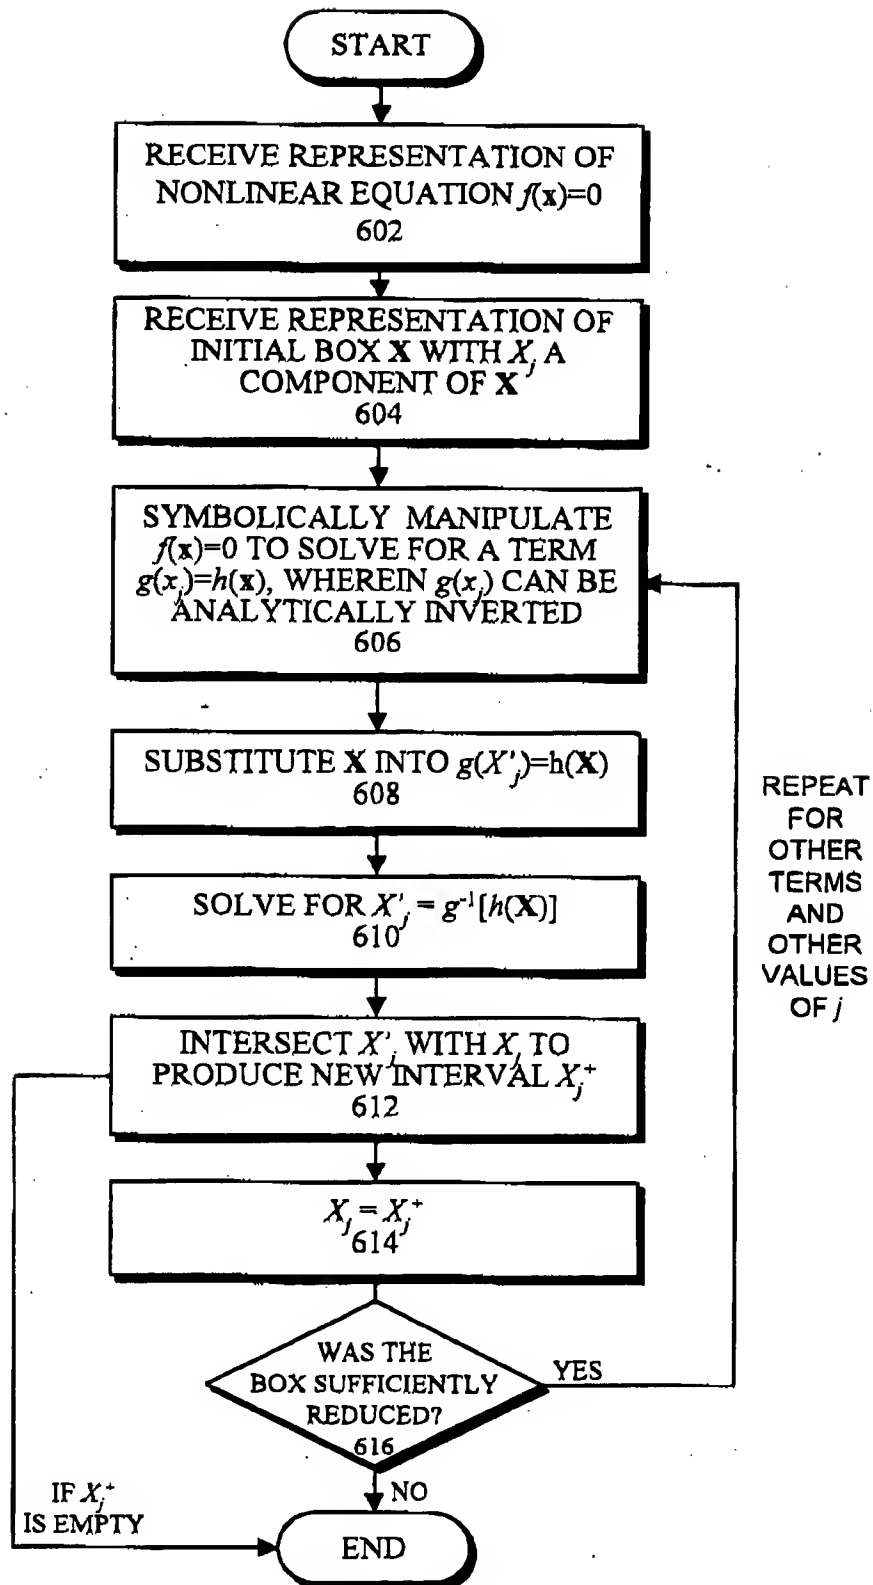 START
RECEIVE REPRESENTATION OF
NONLINEAR EQUATION f(x)=0
602
RECEIVE REPRESENTATION OF
INITIAL BOX X WITH Xj A
COMPONENT OF X
604
SYMBOLICALLY MANIPULATE
f(x)=0 TO SOLVE FOR A TERM
g(xj)=h(x), WHEREIN g(xj) CAN BE
ANALYTICALLY INVERTED
606
SUBSTITUTE X INTO g(X'j)=h(X)
608
SOLVE FOR X'j = g⁻¹[h(X)]
610
INTERSECT X'j WITH Xj TO
PRODUCE NEW INTERVAL Xj⁺
612
Xj = Xj⁺
614
WAS THE
BOX SUFFICIENTLY
REDUCED?
616
YES
REPEAT
FOR
OTHER
TERMS
AND
OTHER
VALUES
OF j
NO
IF Xj⁺
IS EMPTY
END